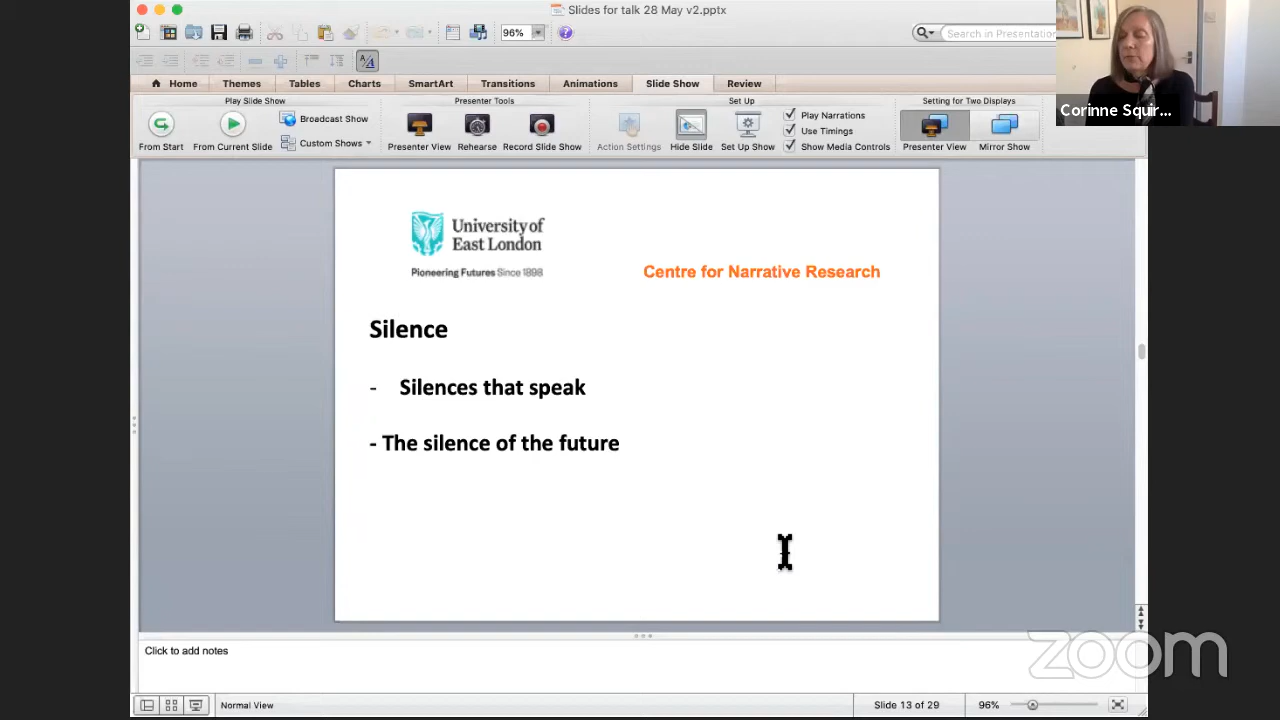 Slides for talk 28 May v2.pptx
96%
Search in Presentation
Home Themes Tables Charts SmartArt Transitions Animations Slide Show Review
Play Slide Show Presenter Tools Set Up Setting for Two Displays
From Start From Current Slide Broadcast Show Custom Shows Presenter View Rehearse Record Slide Show Action Settings Hide Slide Set Up Show Play Narrations Use Timings Show Media Controls Presenter View Mirror Show
Corinne Squir...
University of
East London
Pioneering Futures Since 1898
Centre for Narrative Research
Silence
- Silences that speak
- The silence of the future
Click to add notes
zoom
Normal View Slide 13 of 29 96%